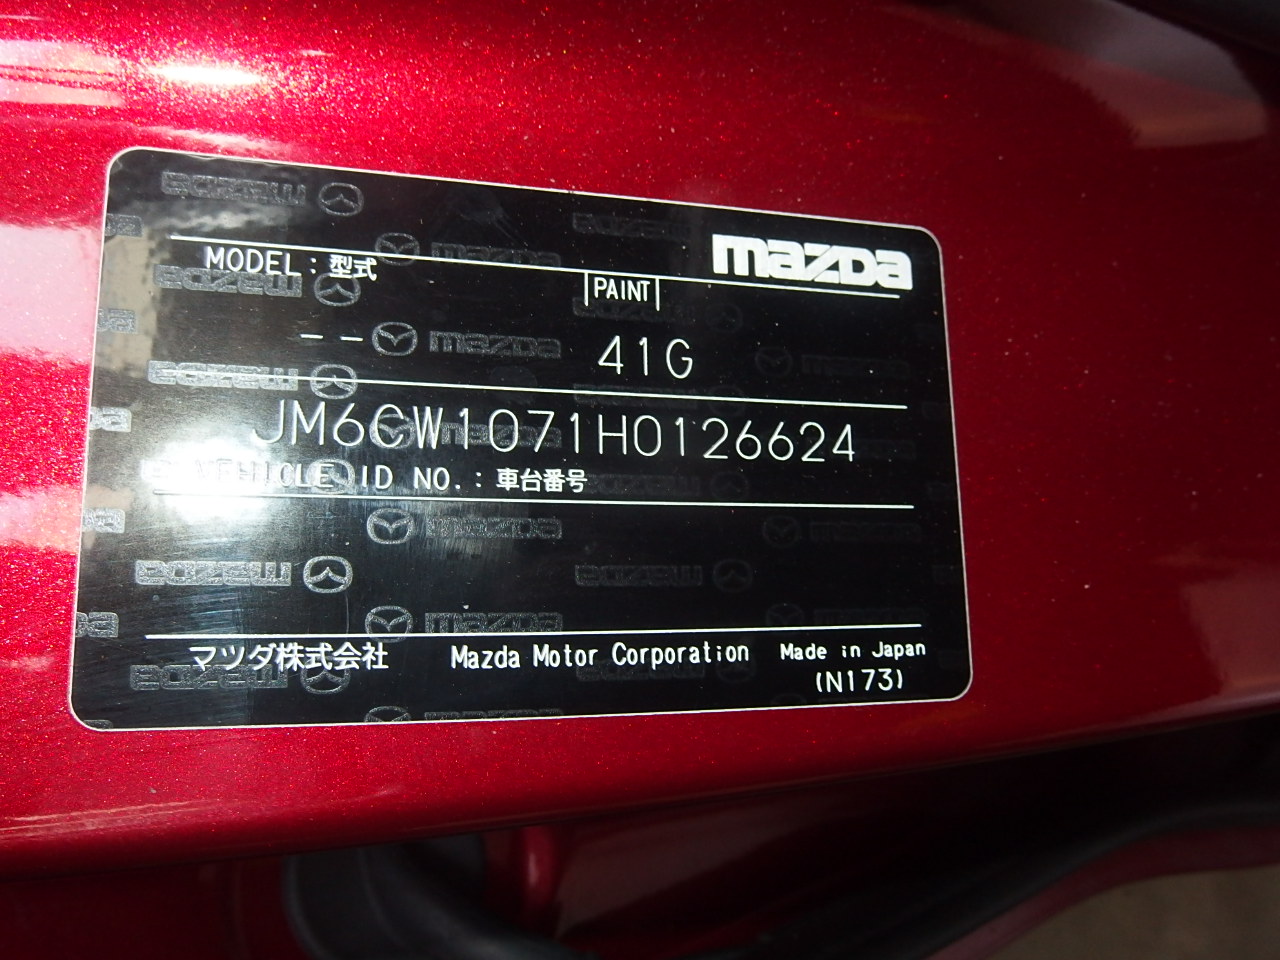 mazda
MODEL：型式
PAINT
--
41G
JM6CW1071H0126624
VEHICLE ID NO.：車台番号
マツダ株式会社 Mazda Motor Corporation Made in Japan
(N173)